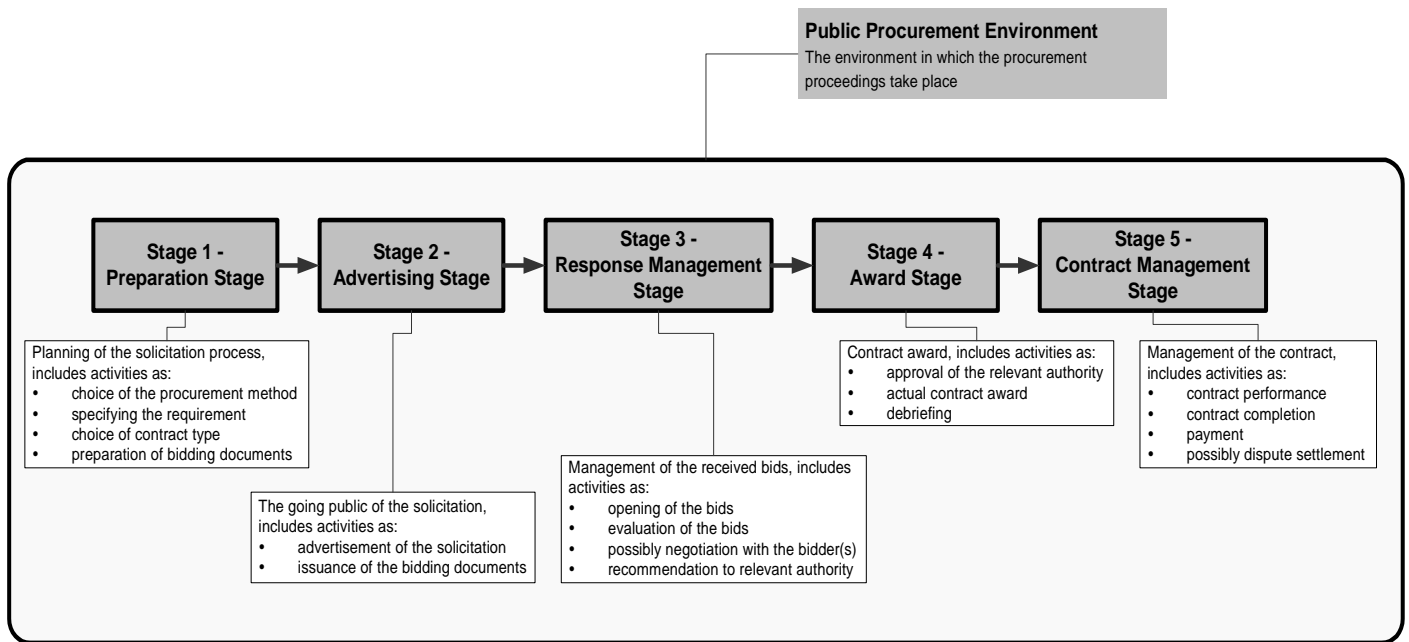 Public Procurement Environment
The environment in which the procurement
proceedings take place
Stage 1 -
Preparation Stage
Stage 2 -
Advertising Stage
Stage 3 -
Response Management
Stage
Stage 4 -
Award Stage
Stage 5 -
Contract Management
Stage
Planning of the solicitation process,
includes activities as:
• choice of the procurement method
• specifying the requirement
• choice of contract type
• preparation of bidding documents
The going public of the solicitation,
includes activities as:
• advertisement of the solicitation
• issuance of the bidding documents
Management of the received bids, includes
activities as:
• opening of the bids
• evaluation of the bids
• possibly negotiation with the bidder(s)
• recommendation to relevant authority
Contract award, includes activities as:
• approval of the relevant authority
• actual contract award
• debriefing
Management of the contract,
includes activities as:
• contract performance
• contract completion
• payment
• possibly dispute settlement